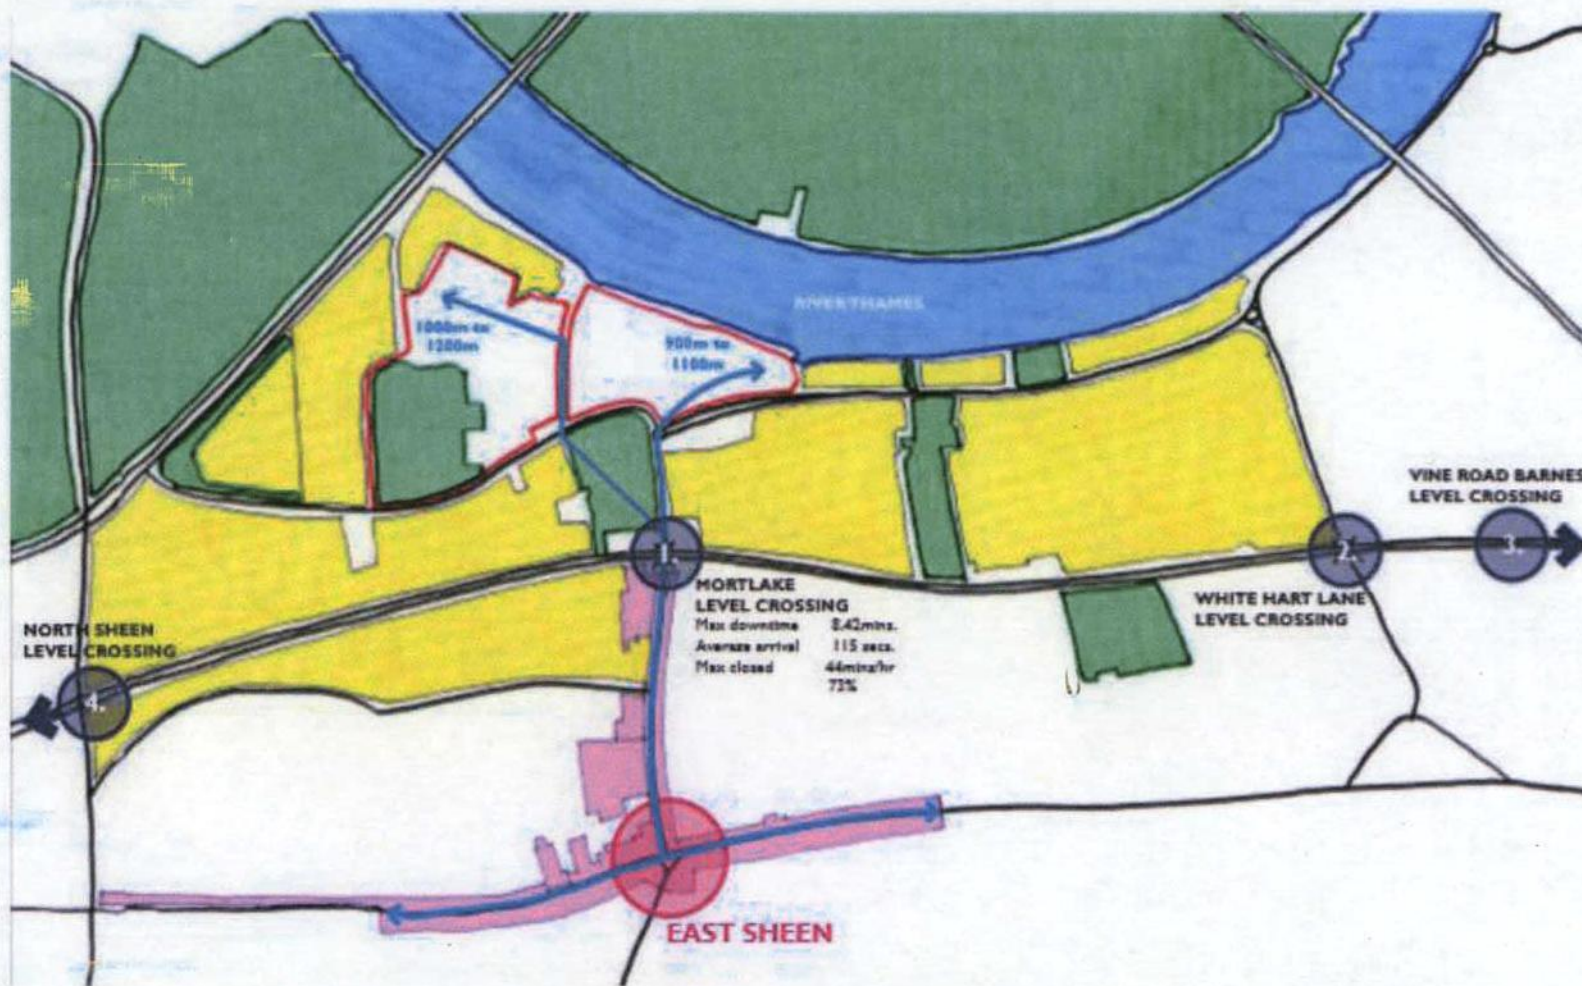 RIVER THAMES
1000m to
1200m
900m to
1100m
VINE ROAD BARNES
LEVEL CROSSING
1.
2.
3.
MORTLAKE
LEVEL CROSSING
Max downtime 8.42mins.
Average arrival 115 secs.
Max closed 44mins/hr
73%
WHITE HART LANE
LEVEL CROSSING
NORTH SHEEN
LEVEL CROSSING
4.
EAST SHEEN